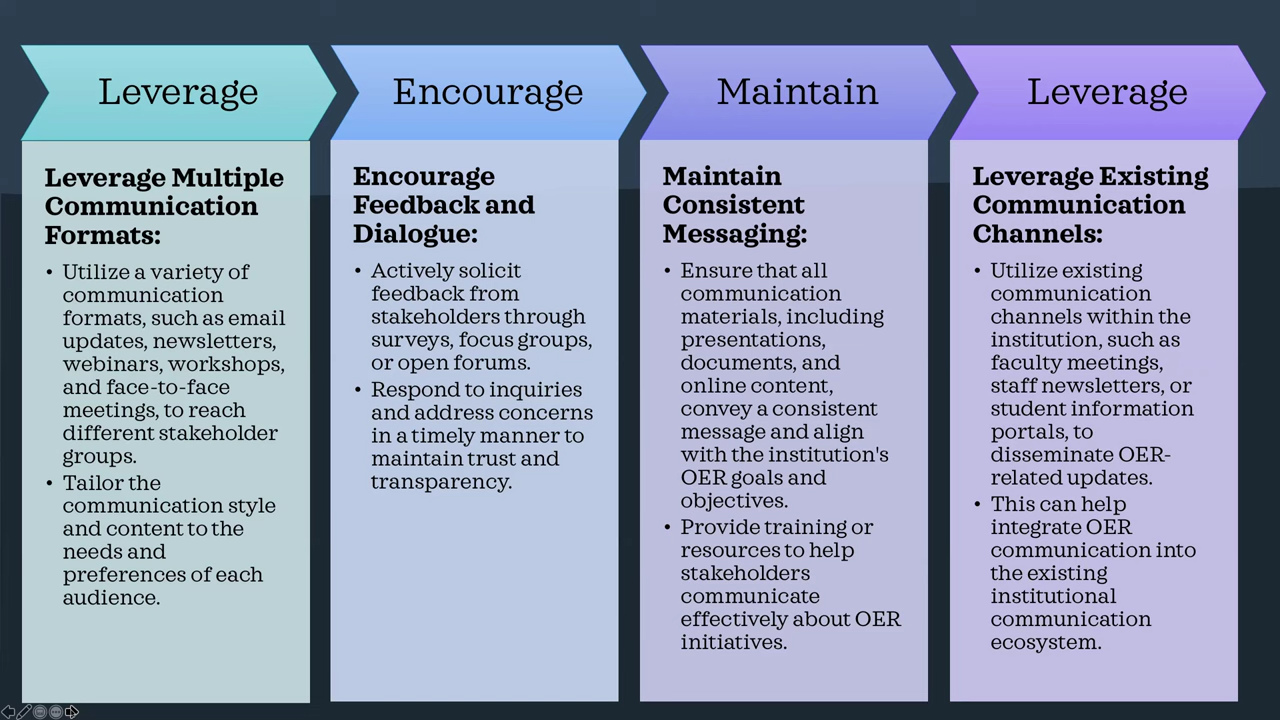 Leverage
Leverage Multiple
Communication
Formats:
• Utilize a variety of
communication
formats, such as email
updates, newsletters,
webinars, workshops,
and face-to-face
meetings, to reach
different stakeholder
groups.
• Tailor the
communication style
and content to the
needs and
preferences of each
audience.
Encourage
Encourage
Feedback and
Dialogue:
• Actively solicit
feedback from
stakeholders through
surveys, focus groups,
or open forums.
• Respond to inquiries
and address concerns
in a timely manner to
maintain trust and
transparency.
Maintain
Maintain
Consistent
Messaging:
• Ensure that all
communication
materials, including
presentations,
documents, and
online content,
convey a consistent
message and align
with the institution's
OER goals and
objectives.
• Provide training or
resources to help
stakeholders
communicate
effectively about OER
initiatives.
Leverage
Leverage Existing
Communication
Channels:
• Utilize existing
communication
channels within the
institution, such as
faculty meetings,
staff newsletters, or
student information
portals, to
disseminate OER-
related updates.
• This can help
integrate OER
communication into
the existing
institutional
communication
ecosystem.